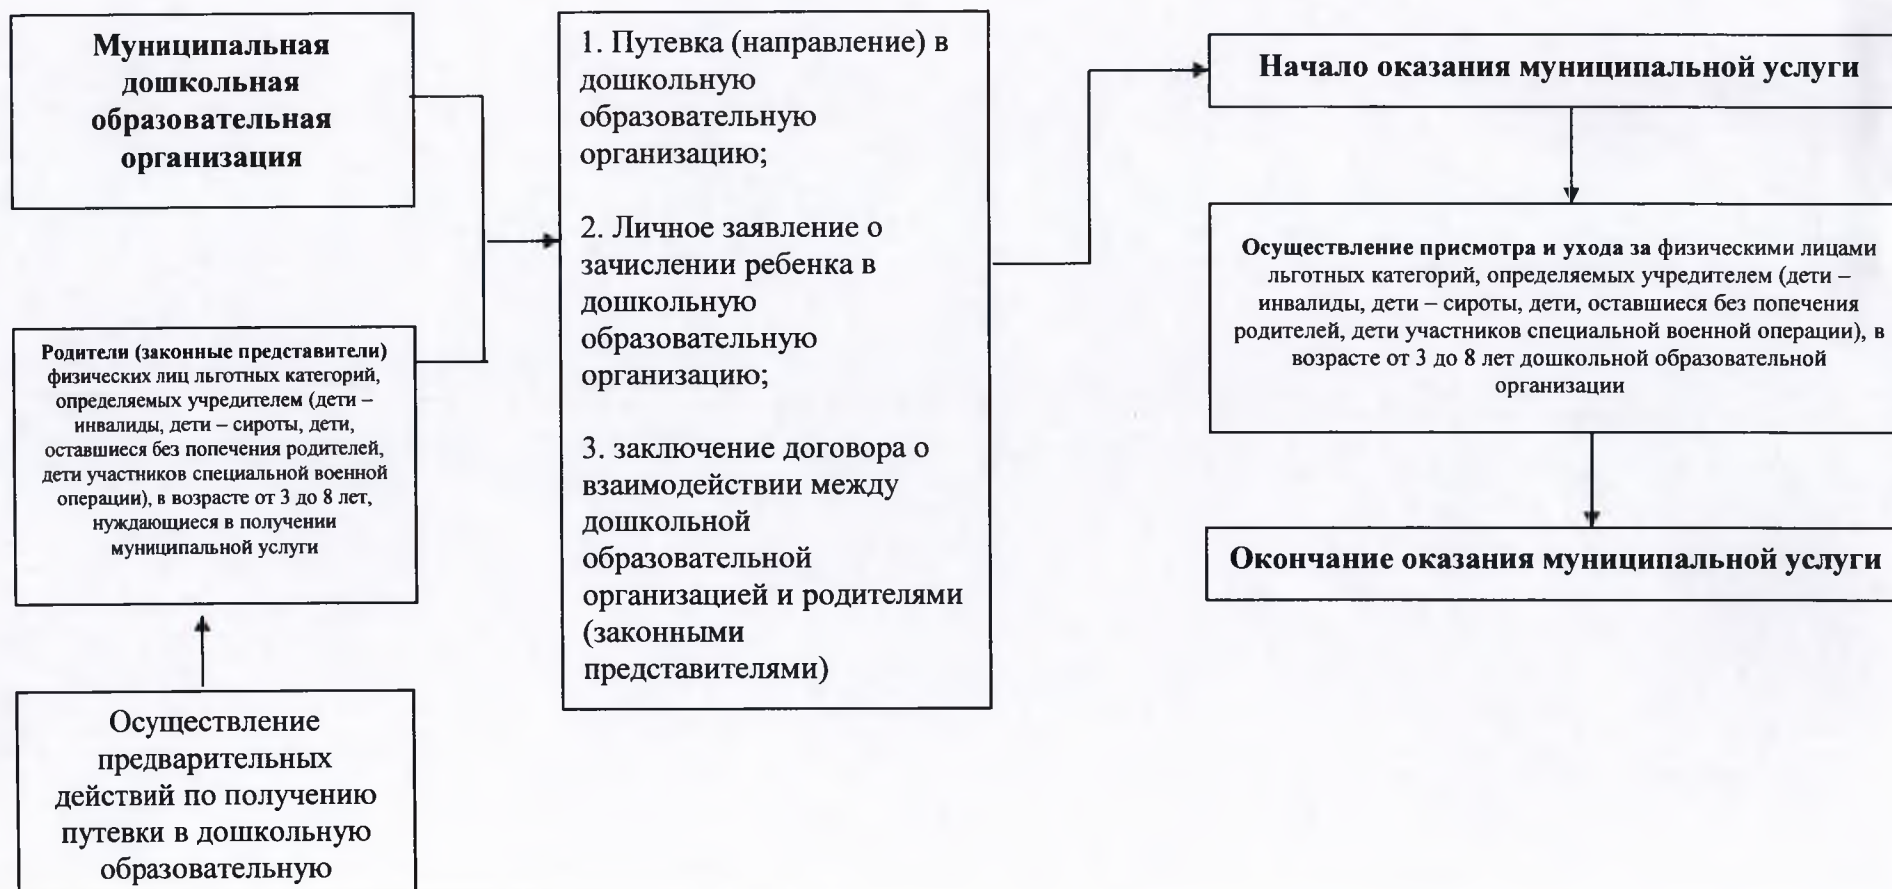 Муниципальная
дошкольная
образовательная
организация
Родители (законные представители)
физических лиц льготных категорий,
определяемых учредителем (дети –
инвалиды, дети – сироты, дети,
оставшиеся без попечения родителей,
дети участников специальной военной
операции), в возрасте от 3 до 8 лет,
нуждающиеся в получении
муниципальной услуги
Осуществление
предварительных
действий по получению
путевки в дошкольную
образовательную
1. Путевка (направление) в
дошкольную
образовательную
организацию;
2. Личное заявление о
зачислении ребенка в
дошкольную
образовательную
организацию;
3. заключение договора о
взаимодействии между
дошкольной
образовательной
организацией и родителями
(законными
представителями)
Начало оказания муниципальной услуги
Осуществление присмотра и ухода за физическими лицами
льготных категорий, определяемых учредителем (дети –
инвалиды, дети – сироты, дети, оставшиеся без попечения
родителей, дети участников специальной военной операции), в
возрасте от 3 до 8 лет дошкольной образовательной
организации
Окончание оказания муниципальной услуги